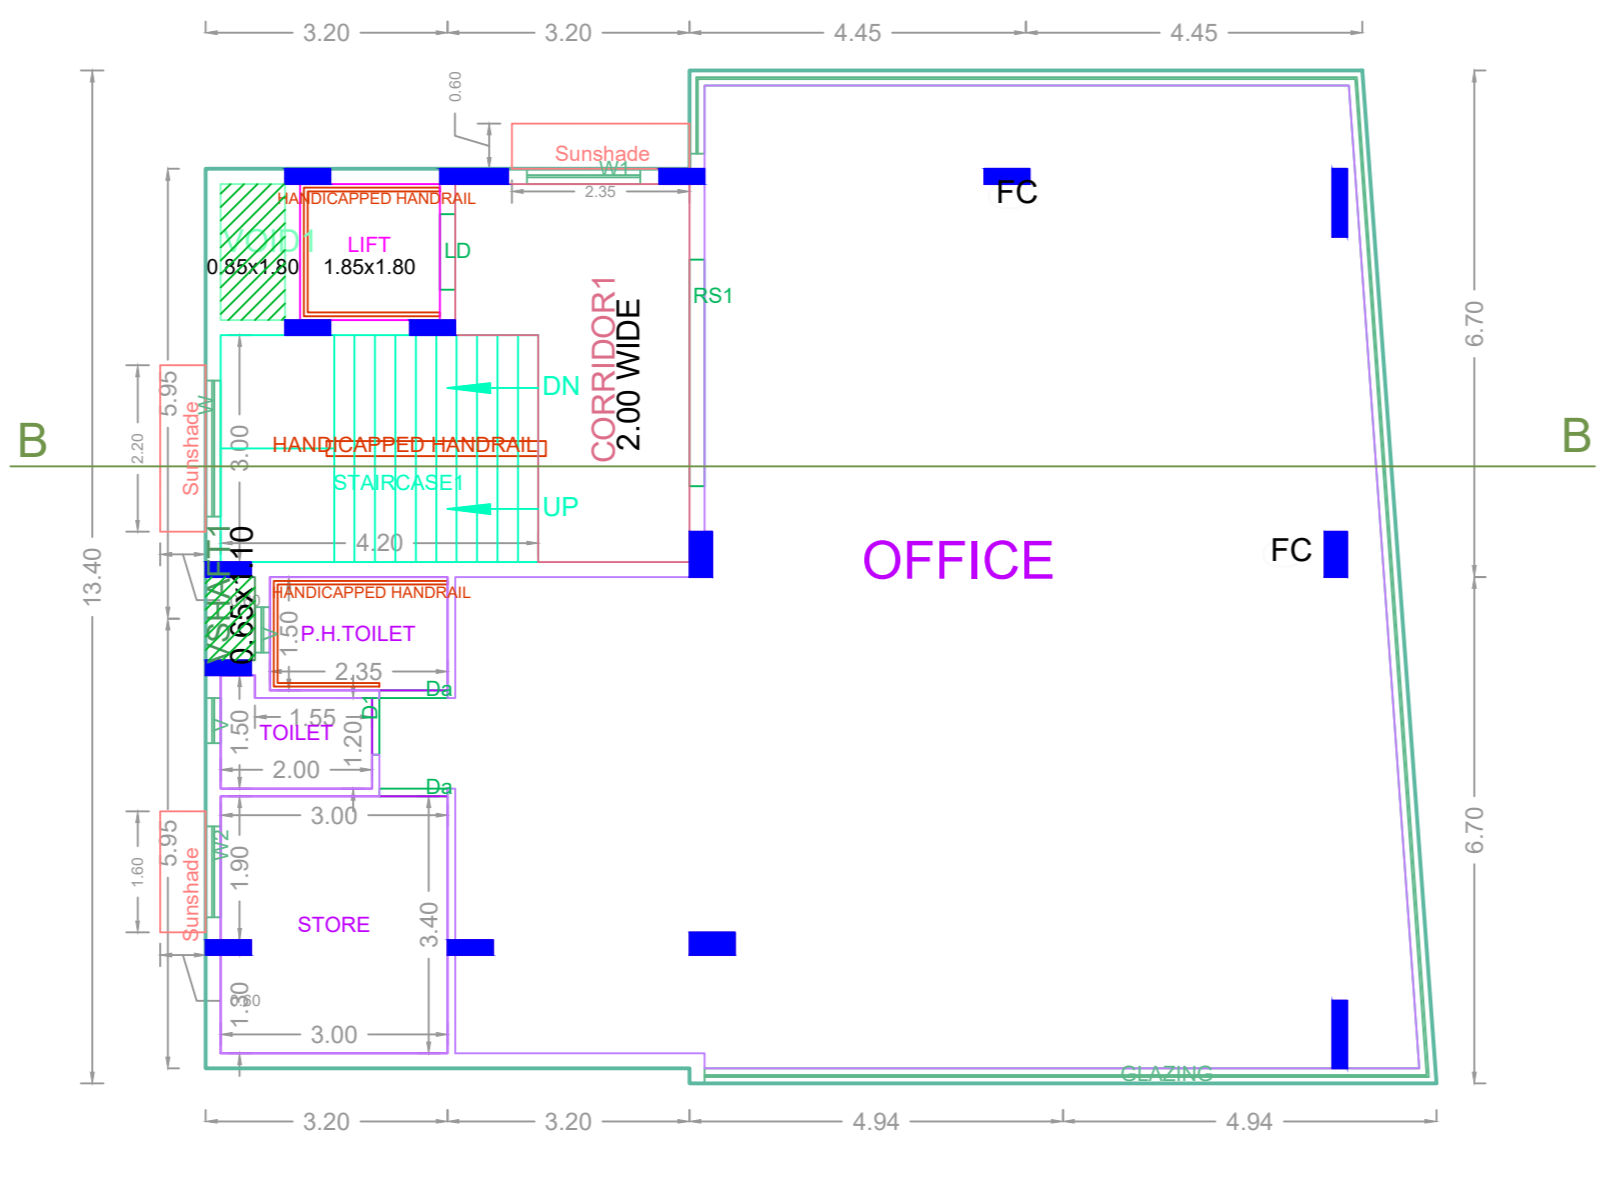 3.20
3.20
4.45
4.45
0.60
Sunshade
W1
2.35
HANDICAPPED HANDRAIL
FC
VOID1
0.85x1.80
LIFT
1.85x1.80
LD
RS1
CORRIDOR1
2.00 WIDE
6.70
5.95
W
Sunshade
2.20
3.00
DN
HANDICAPPED HANDRAIL
STAIRCASE1
UP
4.20
B
B
13.40
OFFICE
FC
0.65x1.10
HANDICAPPED HANDRAIL
V
1.50
P.H.TOILET
2.35
Da
D1
1.55
V
1.50
TOILET
1.20
2.00
Da
3.00
6.70
5.95
W2
1.60
Sunshade
1.90
STORE
3.40
0.60
1.30
3.00
GLAZING
3.20
3.20
4.94
4.94